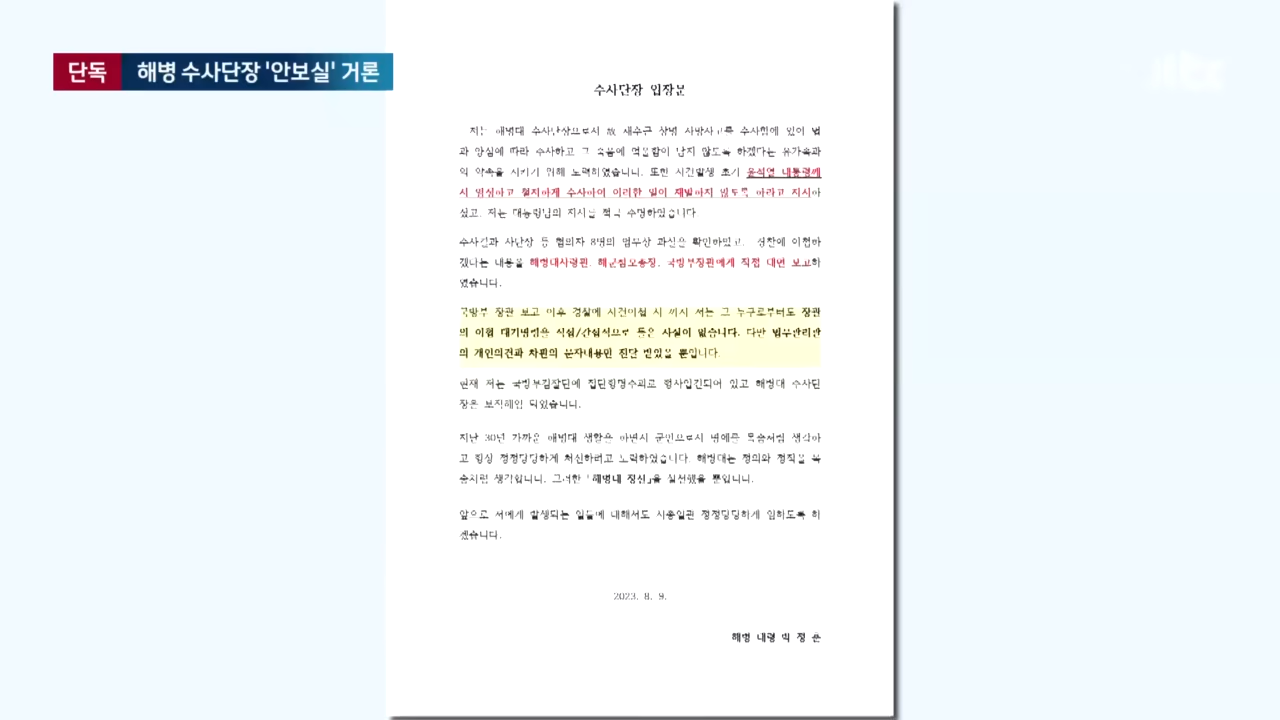 단독 해병 수사단장 '안보실' 거론
jtbc
수사단장 입장문
저는 해병대 수사단장으로서 故 채수근 상병 사망사고를 수사함에 있어 법
과 양심에 따라 수사하고 그 죽음에 억울함이 남지 않도록 하겠다는 유가족과
의 약속을 지키기 위해 노력하였습니다. 또한 사건발생 초기 윤석열 대통령께
서 엄정하고 철저하게 수사하여 이러한 일이 재발하지 않도록 하라고 지시하
셨고, 저는 대통령님의 지시를 적극 수명하였습니다
수사결과 사단장 등 혐의자 8명의 업무상 과실을 확인하였고, 경찰에 이첩하
겠다는 내용을 해병대사령관, 해군참모총장, 국방부장관에게 직접 대면 보고하
였습니다.
국방부 장관 보고 이후 경찰에 사건이첩 시 까지 저는 그 누구로부터도 장관
의 이첩 대기명령을 직접/간접적으로 들은 사실이 없습니다. 다만 법무관리관
의 개인의견과 차관의 문자내용만 전달 받았을 뿐입니다.
현재 저는 국방부검찰단에 집단항명수괴로 형사입건되어 있고 해병대 수사단
장은 보직해임 되었습니다.
지난 30년 가까운 해병대 생활을 하면서 군인으로서 명예를 목숨처럼 생각하
고 항상 정정당당하게 처신하려고 노력하였습니다. 해병대는 정의와 정직을 목
숨처럼 생각합니다. 그러한 「해병대 정신」을 실천했을 뿐입니다.
앞으로 저에게 발생되는 일들에 대해서도 시종일관 정정당당하게 임하도록 하
겠습니다.
2023. 8. 9.
해병 대령 박 정 훈